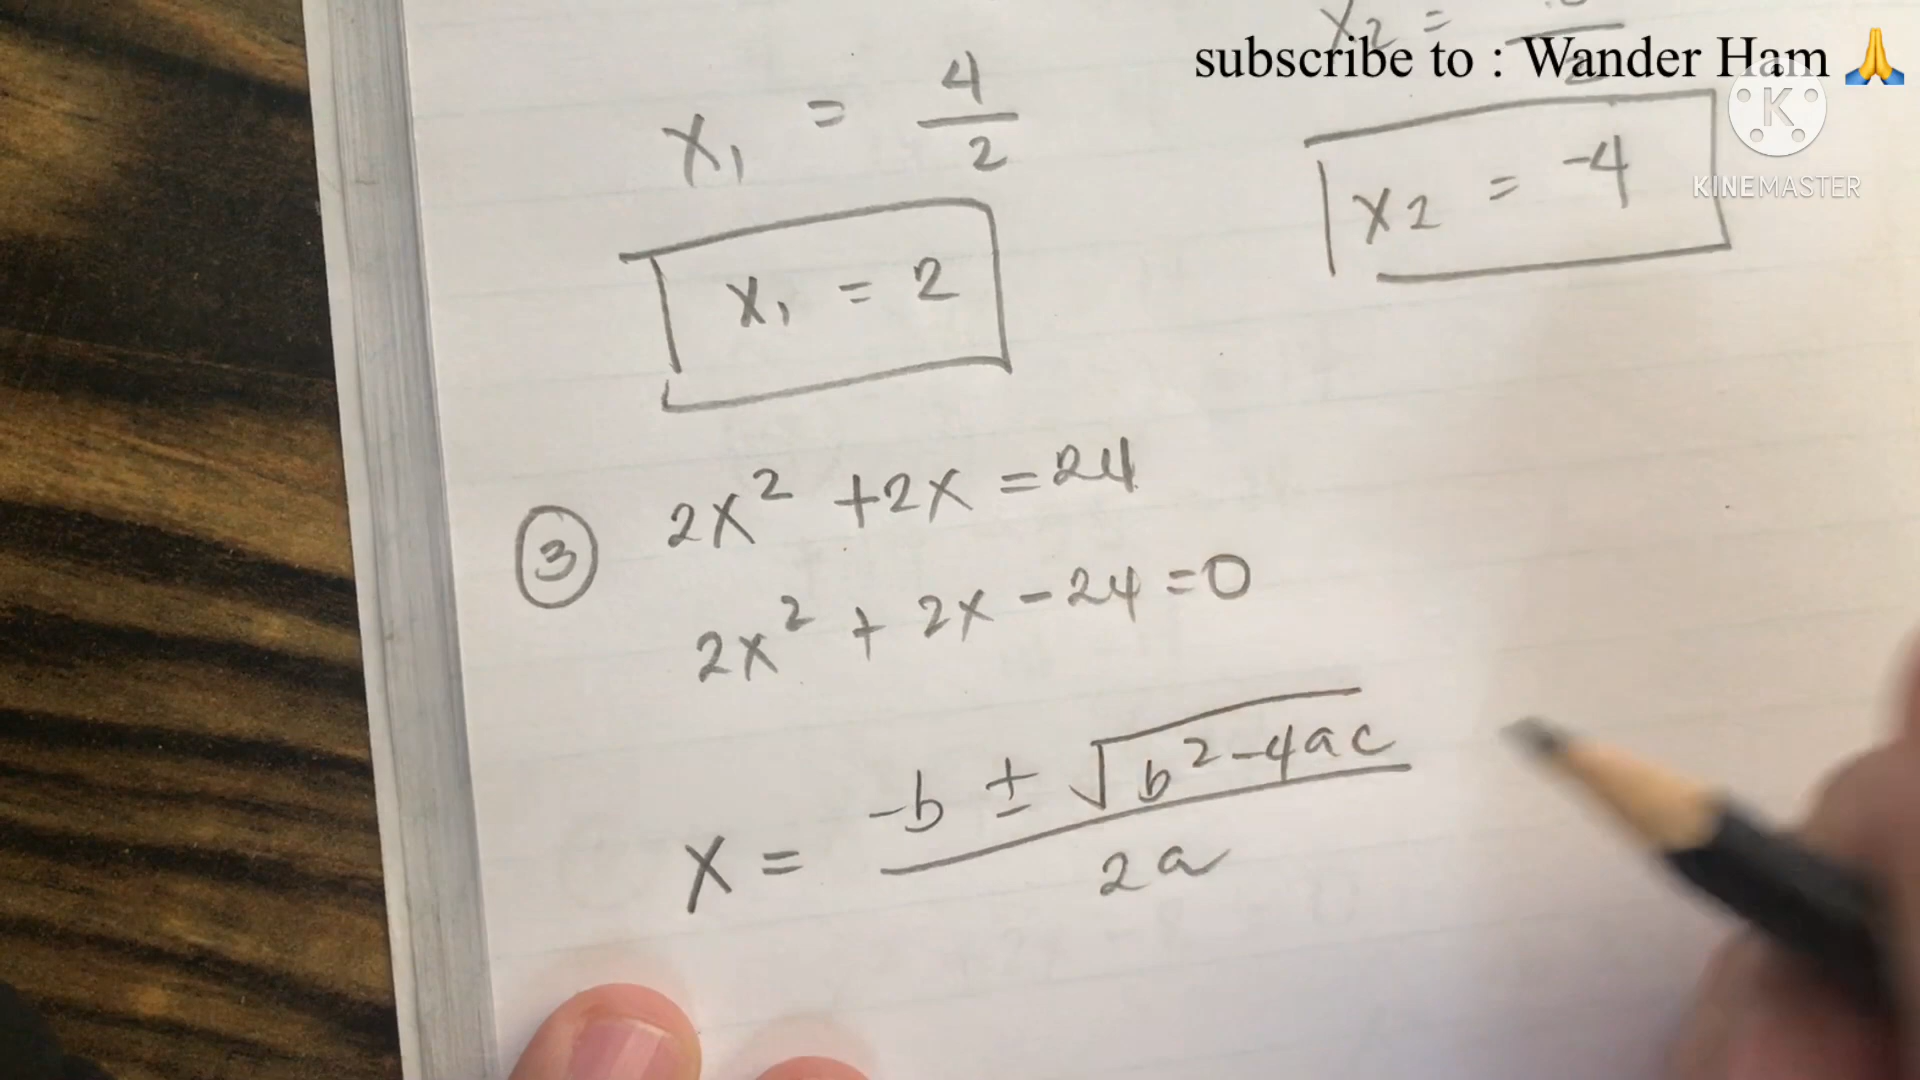 subscribe to : Wander Ham 🙏
KINEMASTER
x₁ = 4/2
x₂ =
x₁ = 2
x₂ = -4
③ 2x² + 2x = 24
2x² + 2x - 24 = 0
x = (-b ± √(b² - 4ac))/2a